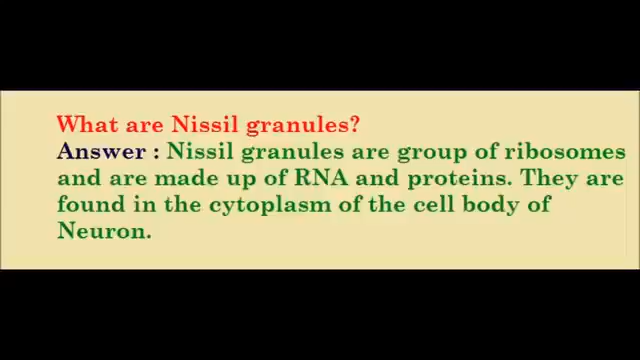 What are Nissil granules?
Answer : Nissil granules are group of ribosomes
and are made up of RNA and proteins. They are
found in the cytoplasm of the cell body of
Neuron.